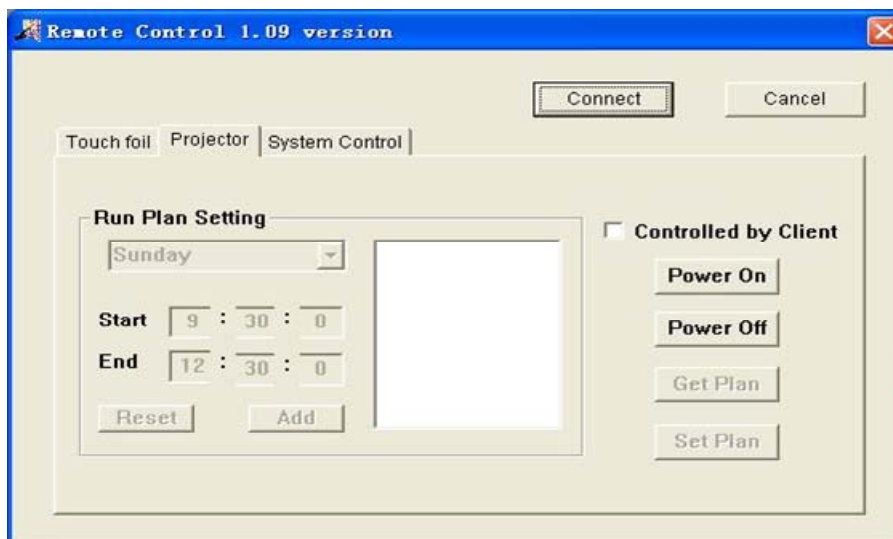 Remote Control 1.09 version
Connect Cancel
Touch foil Projector System Control
Run Plan Setting
Sunday
Controlled by Client
Power On
Start 9 : 30 : 0
Power Off
End 12 : 30 : 0
Get Plan
Reset Add
Set Plan